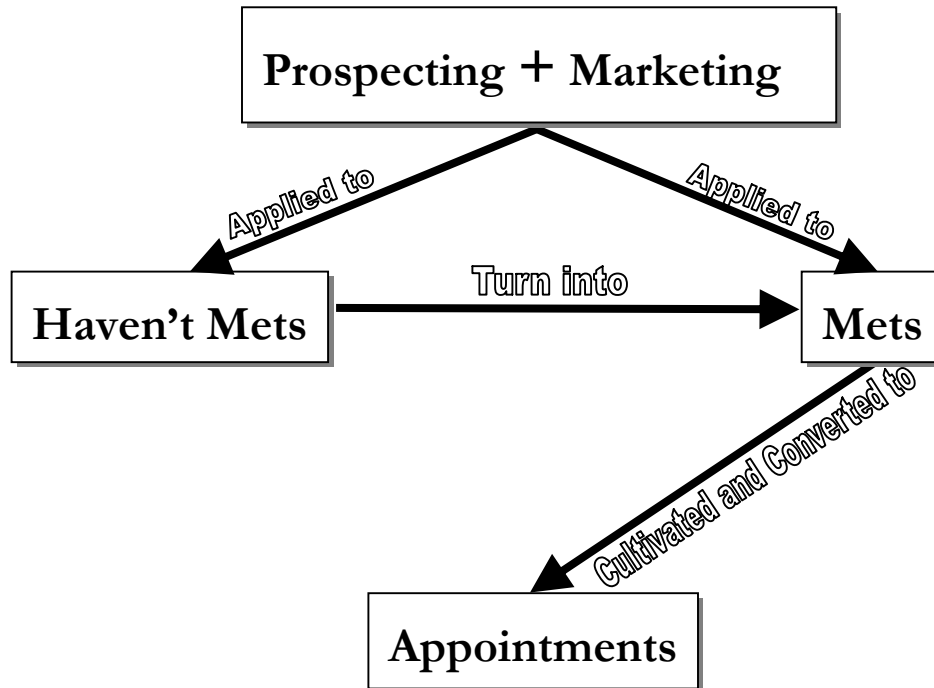 Prospecting + Marketing
Applied to
Applied to
Haven’t Mets
Turn into
Mets
Cultivated and Converted to
Appointments